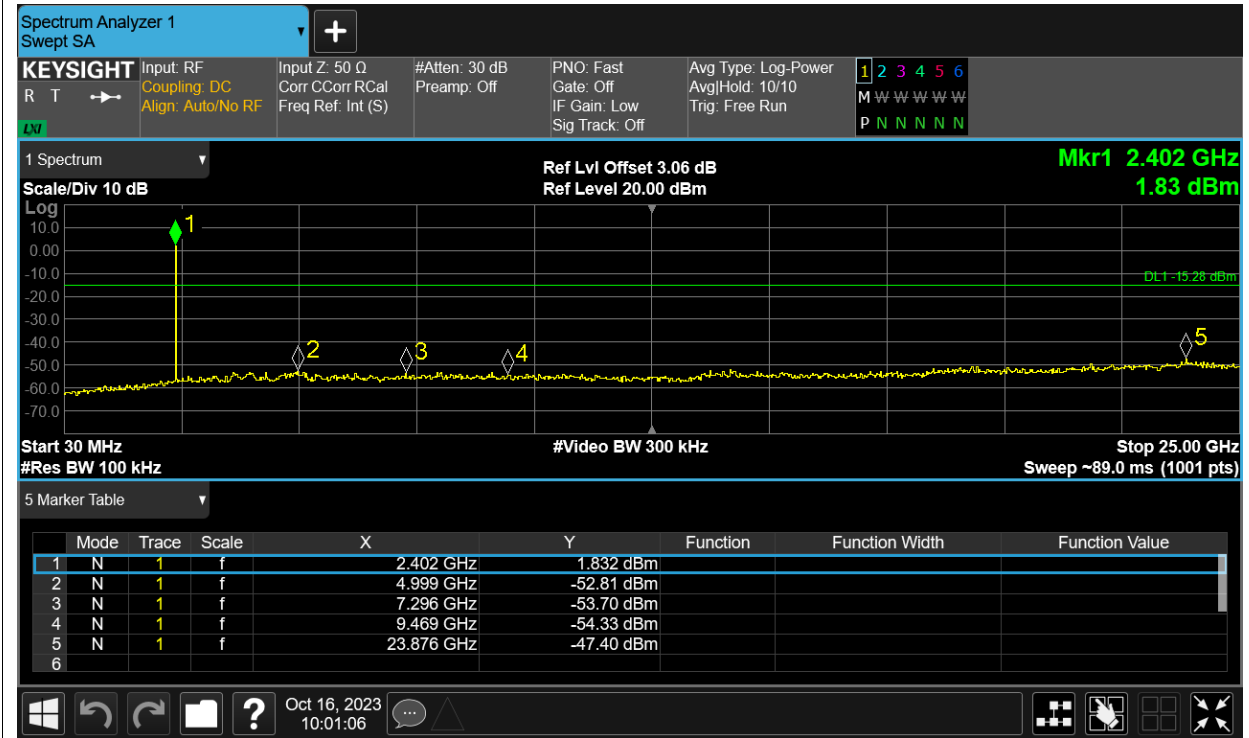 Spectrum Analyzer 1
Swept SA
KEYSIGHT
R T
LXI
Input: RF
Coupling: DC
Align: Auto/No RF
Input Z: 50 Ω
Corr CCorr RCal
Freq Ref: Int (S)
#Atten: 30 dB
Preamp: Off
PNO: Fast
Gate: Off
IF Gain: Low
Sig Track: Off
Avg Type: Log-Power
Avg|Hold: 10/10
Trig: Free Run
1 2 3 4 5 6
M W W W W W
P N N N N N
1 Spectrum
Scale/Div 10 dB
Ref Lvl Offset 3.06 dB
Ref Level 20.00 dBm
Mkr1 2.402 GHz
1.83 dBm
Log
10.0
0.00
-10.0
-20.0
-30.0
-40.0
-50.0
-60.0
-70.0
1
2
3
4
5
DL1 -15.28 dBm
Start 30 MHz
#Res BW 100 kHz
#Video BW 300 kHz
Stop 25.00 GHz
Sweep ~89.0 ms (1001 pts)
5 Marker Table
Mode Trace Scale X Y Function Function Width Function Value
1 N 1 f 2.402 GHz 1.832 dBm
2 N 1 f 4.999 GHz -52.81 dBm
3 N 1 f 7.296 GHz -53.70 dBm
4 N 1 f 9.469 GHz -54.33 dBm
5 N 1 f 23.876 GHz -47.40 dBm
6
?
Oct 16, 2023
10:01:06